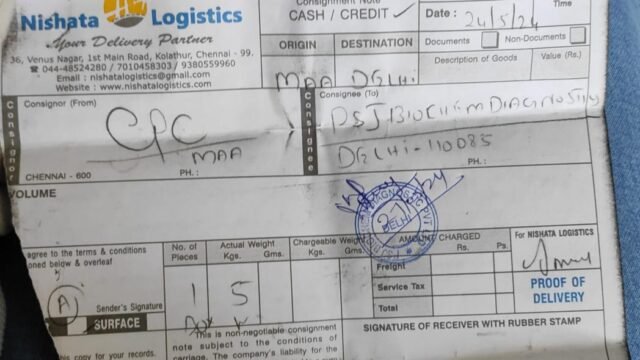 Nishata Logistics
Your Delivery Partner
36, Venus Nagar, 1st Main Road, Kolathur, Chennai - 99.
☎ 044-48524280 / 7010458303 / 9380559960
Email : nishatalogistics@gmail.com
Website : www.nishatalogistics.com
Consignment Note
CASH / CREDIT ✓
Date : 24/5/24
Time
ORIGIN
DESTINATION
Documents
Non-Documents
Description of Goods
Value (Rs.)
MAA
DELHI
Consignor
Consignor (From)
CPC
MAA
CHENNAI - 600
PH. :
Consignee
Consignee (To)
DELHI - 110085
PH. :
VOLUME
agree to the terms & conditions
oned below & overleaf
A
Sender's Signature
SURFACE
No. of
Pieces
Actual Weight
Kgs. Gms.
Chargeable Weight
Kgs. Gms.
AMOUNT CHARGED
Rs. Ps.
1
5
Freight
Service Tax
Total
DELHI
For NISHATA LOGISTICS
PROOF OF
DELIVERY
SIGNATURE OF RECEIVER WITH RUBBER STAMP
This is non-negotiable consignment
note subject to the conditions of
carriage. The company's liability for the
copy for your records.